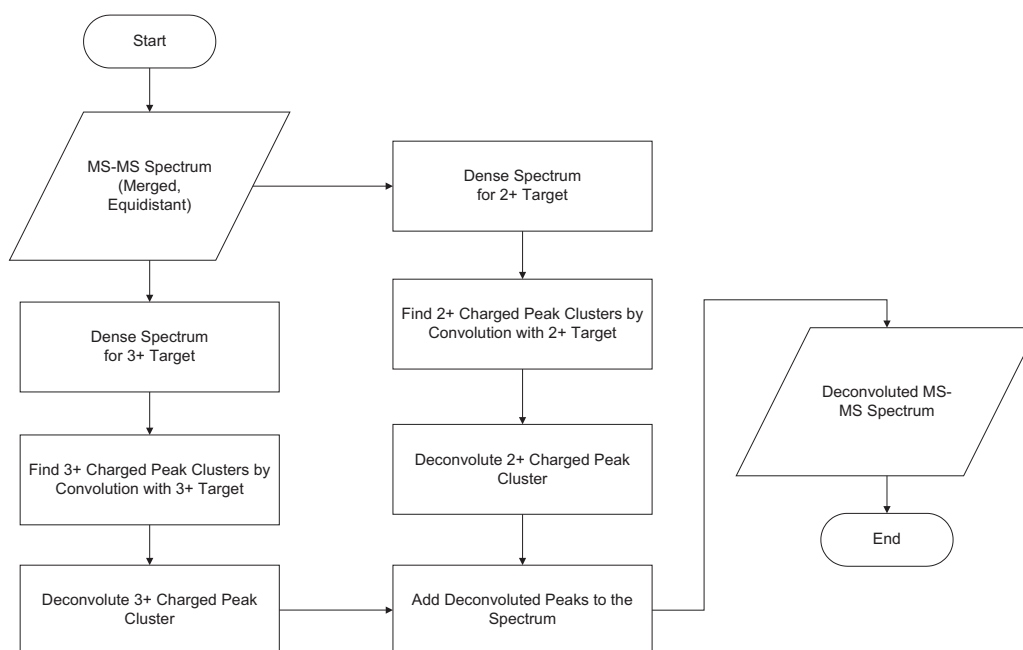 Start
MS-MS Spectrum
(Merged,
Equidistant)
Dense Spectrum
for 3+ Target
Find 3+ Charged Peak Clusters by
Convolution with 3+ Target
Deconvolute 3+ Charged Peak
Cluster
Dense Spectrum
for 2+ Target
Find 2+ Charged Peak Clusters by
Convolution with 2+ Target
Deconvolute 2+ Charged Peak
Cluster
Add Deconvoluted Peaks to the
Spectrum
Deconvoluted MS-
MS Spectrum
End